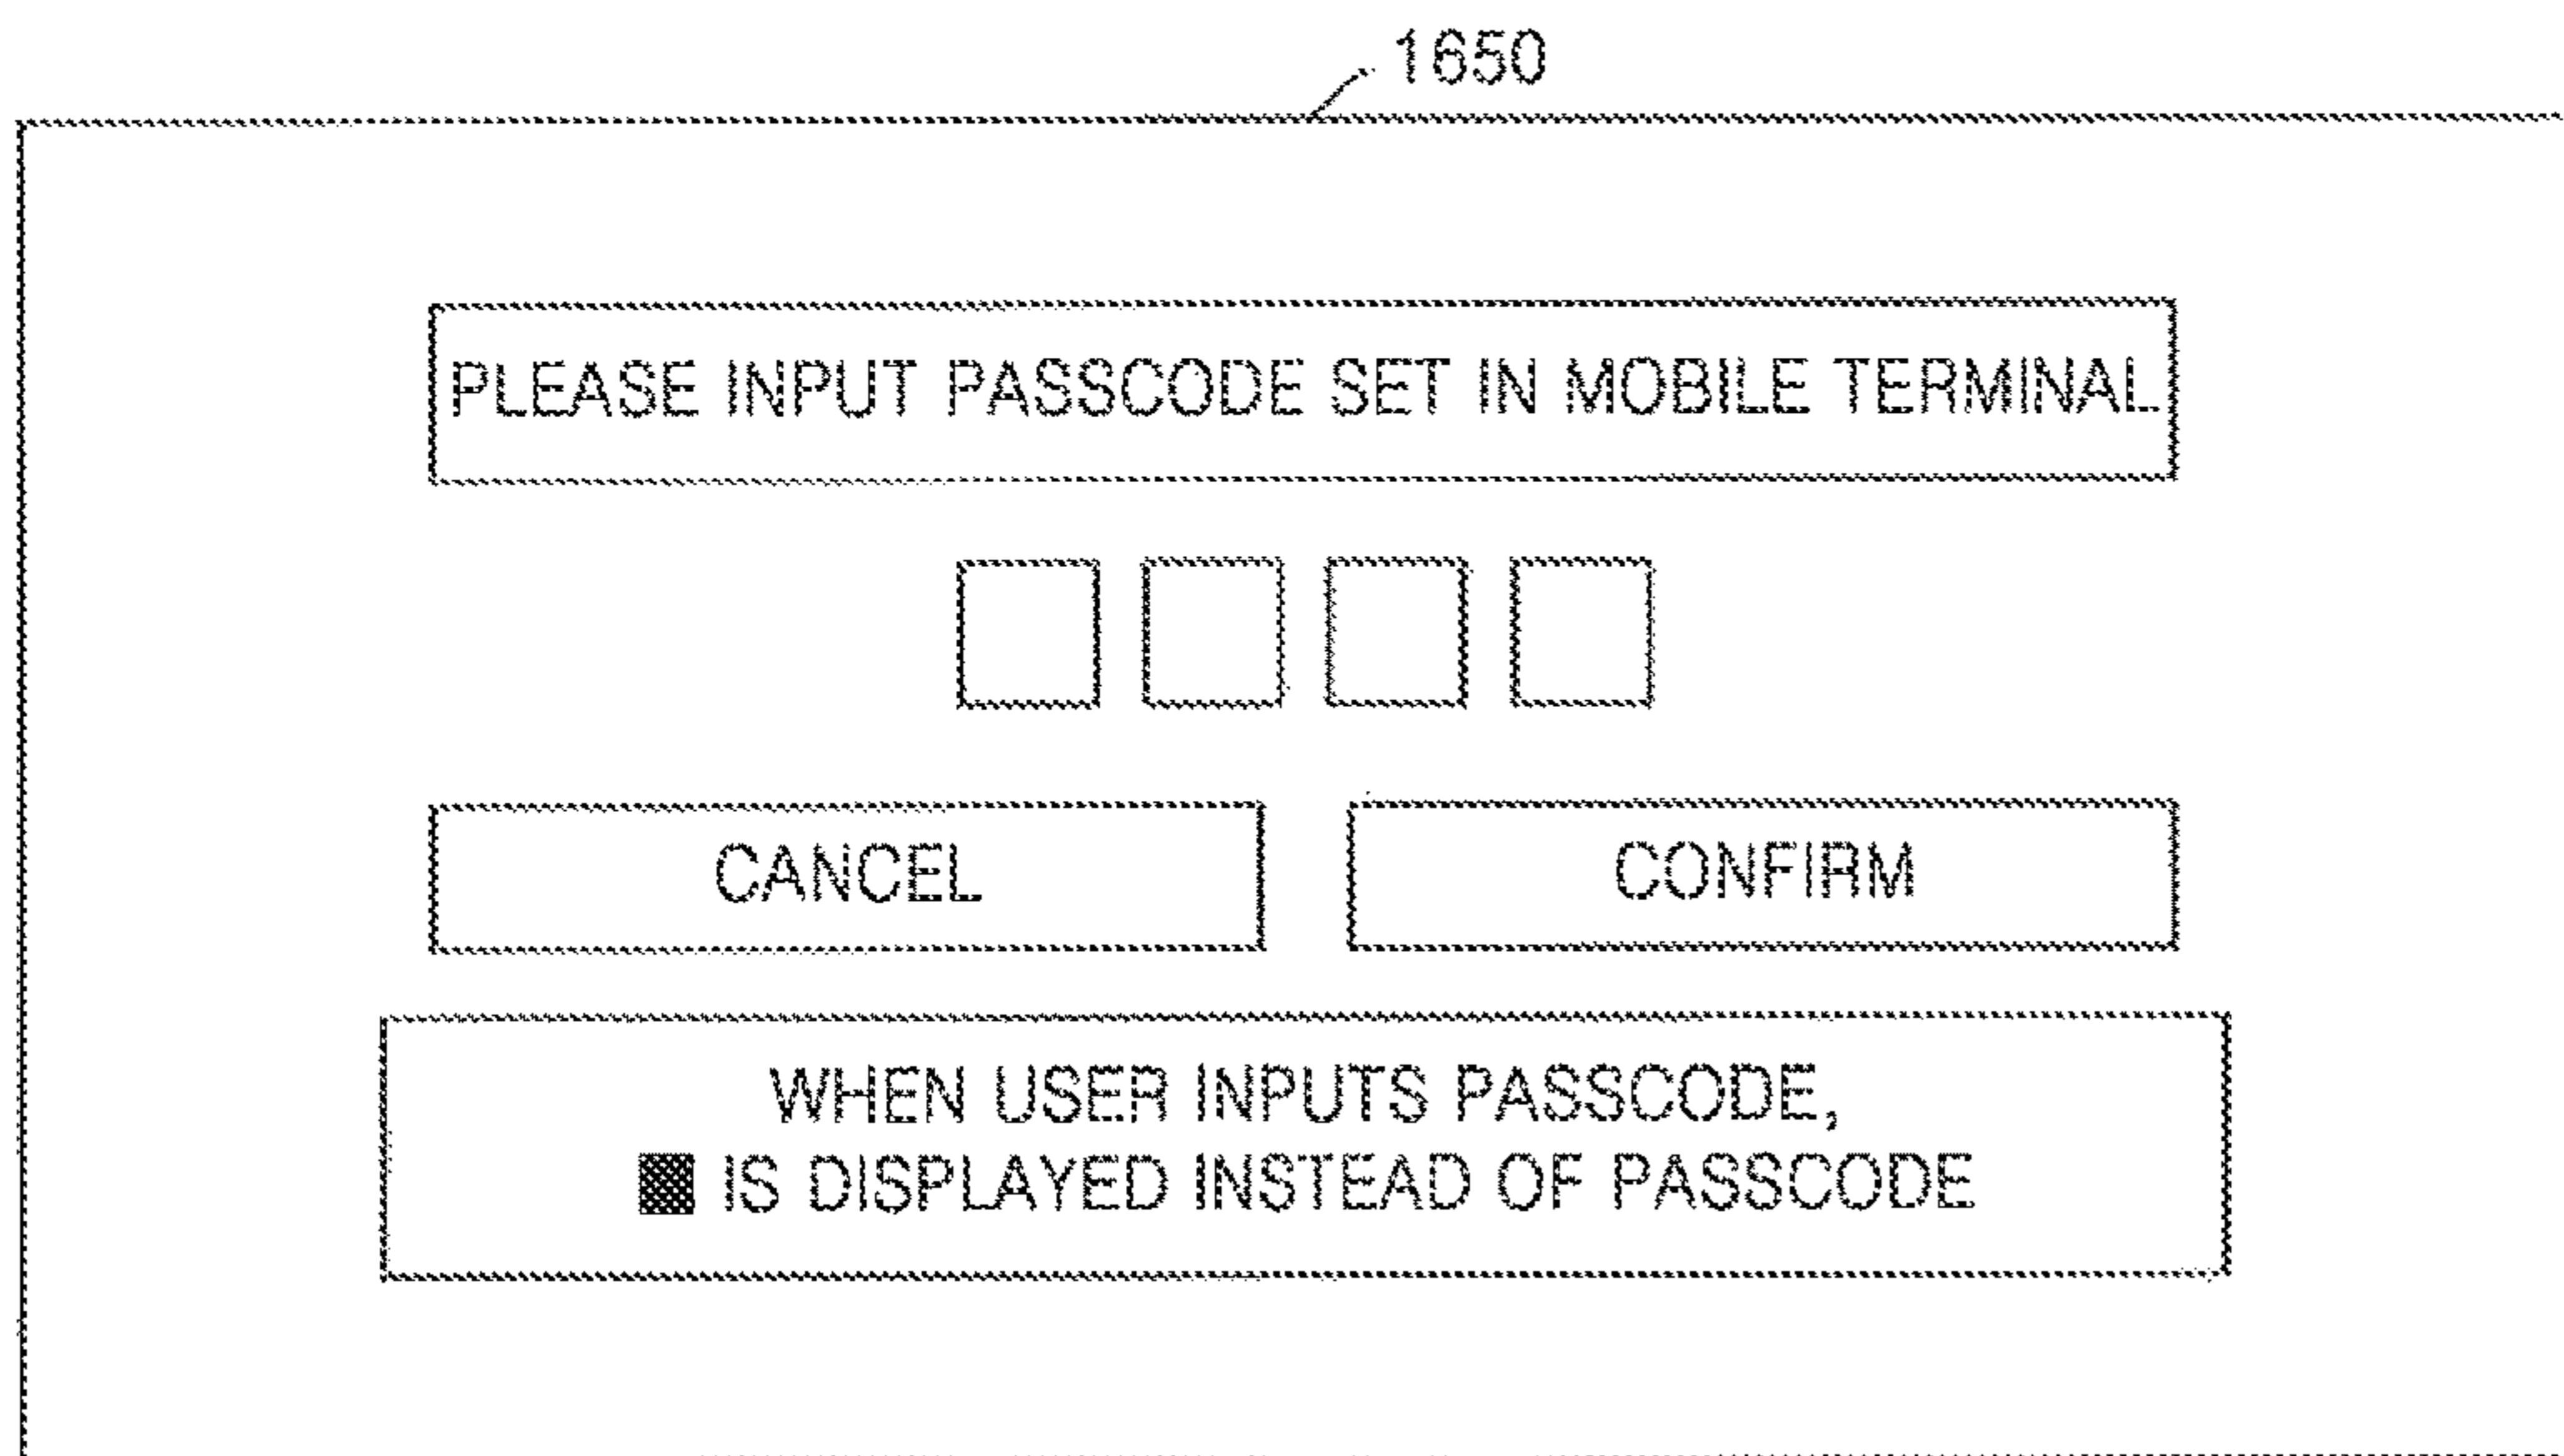 1650
PLEASE INPUT PASSCODE SET IN MOBILE TERMINAL
CANCEL
CONFIRM
WHEN USER INPUTS PASSCODE,
IS DISPLAYED INSTEAD OF PASSCODE